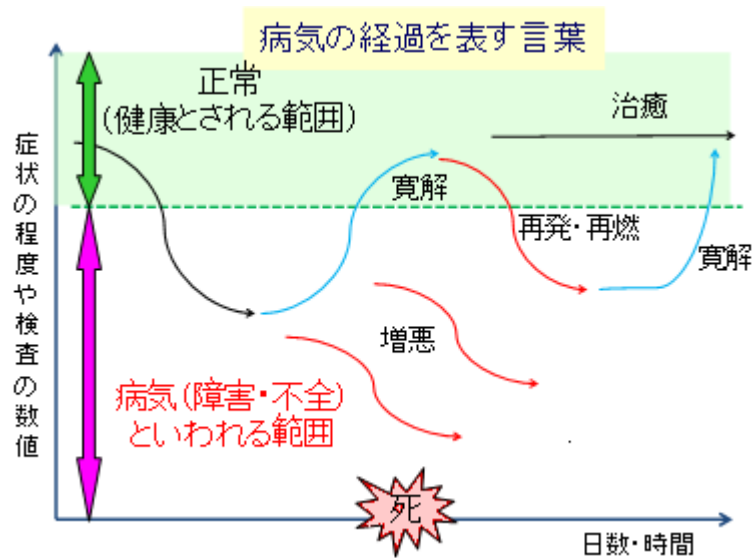 病気の経過を表す言葉
正常
(健康とされる範囲)
治癒
寛解
再発・再燃
寛解
増悪
病気(障害・不全)
といわれる範囲
死
症状の程度や検査の数値
日数・時間